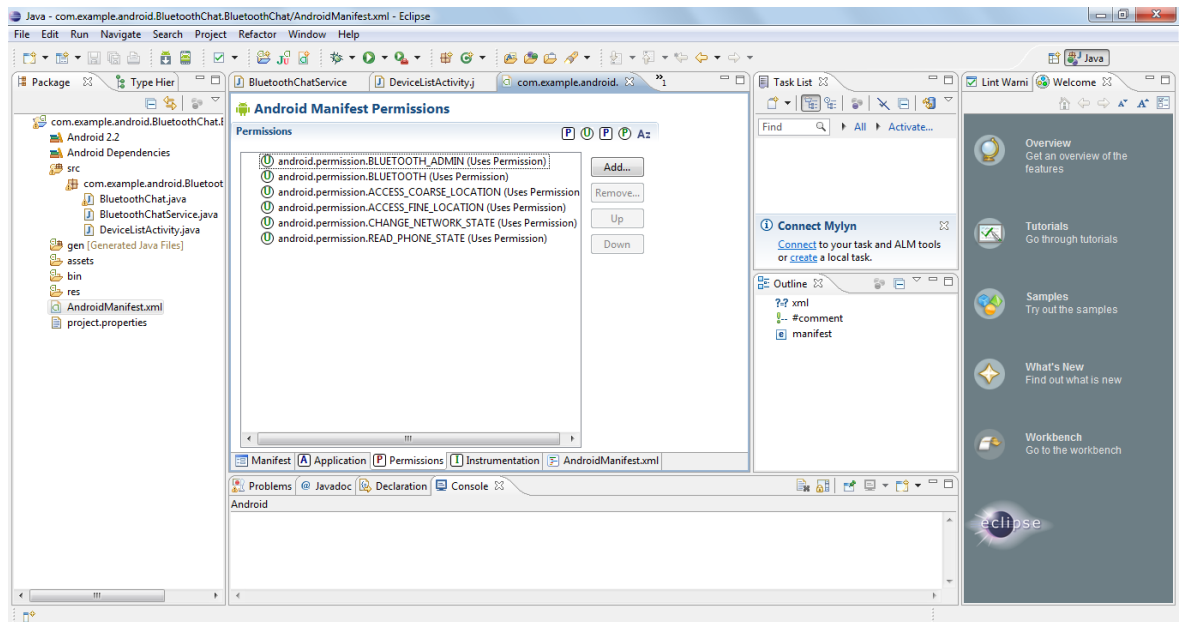 Java - com.example.android.BluetoothChat.BluetoothChat/AndroidManifest.xml - Eclipse
File Edit Run Navigate Search Project Refactor Window Help
Java
Package
Type Hier
com.example.android.BluetoothChat.
Android 2.2
Android Dependencies
src
com.example.android.Bluetoot
BluetoothChat.java
BluetoothChatService.java
DeviceListActivity.java
gen [Generated Java Files]
assets
bin
res
AndroidManifest.xml
project.properties
BluetoothChatService
DeviceListActivity.j
com.example.android.
»1
Android Manifest Permissions
Permissions
P U P P Az
U android.permission.BLUETOOTH_ADMIN (Uses Permission)
U android.permission.BLUETOOTH (Uses Permission)
U android.permission.ACCESS_COARSE_LOCATION (Uses Permission
U android.permission.ACCESS_FINE_LOCATION (Uses Permission)
U android.permission.CHANGE_NETWORK_STATE (Uses Permission)
U android.permission.READ_PHONE_STATE (Uses Permission)
Add...
Remove...
Up
Down
Manifest
A Application
P Permissions
I Instrumentation
AndroidManifest.xml
Task List
Find
All
Activate...
Connect Mylyn
Connect to your task and ALM tools
or create a local task.
Outline
?=? xml
#comment
e manifest
Lint Warni
Welcome
Overview
Get an overview of the
features
Tutorials
Go through tutorials
Samples
Try out the samples
What's New
Find out what is new
Workbench
Go to the workbench
eclipse
Problems
@ Javadoc
Declaration
Console
Android